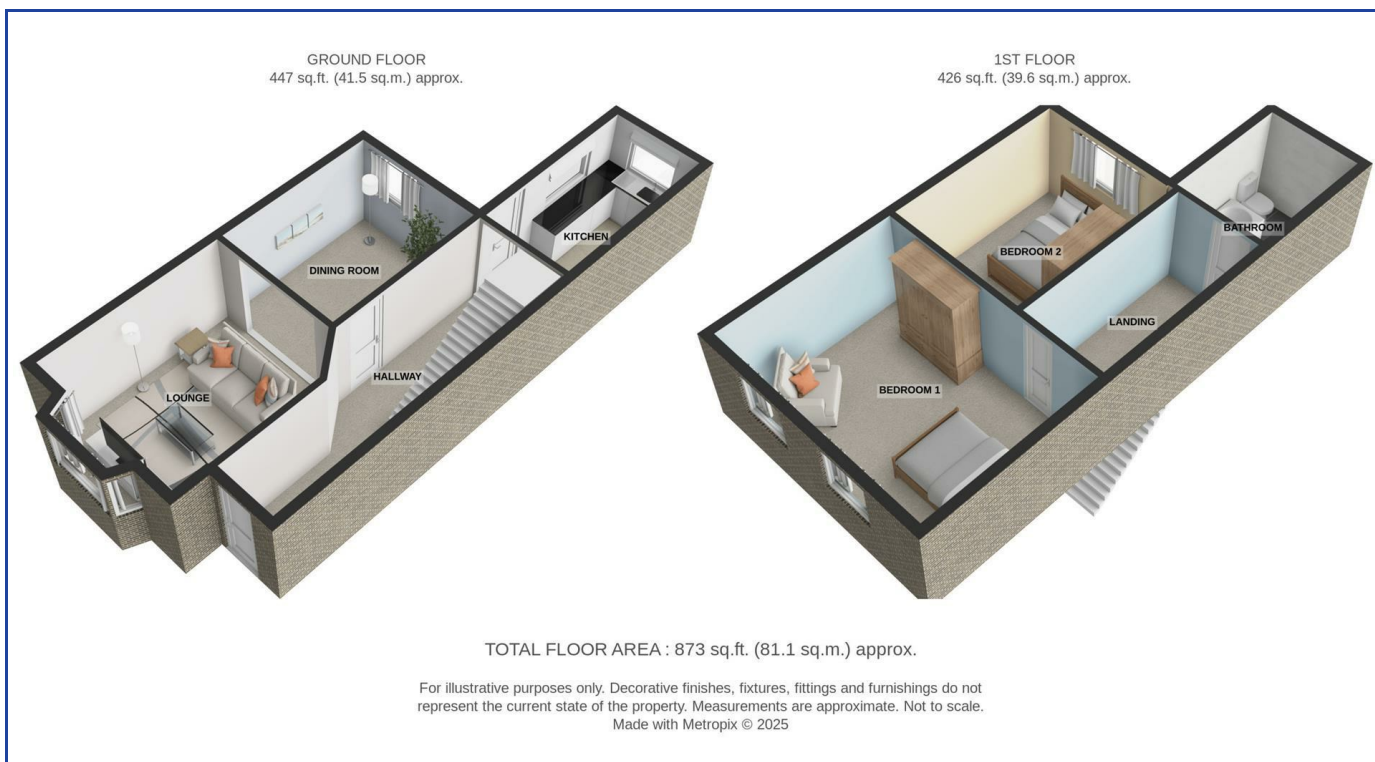 GROUND FLOOR
447 sq.ft. (41.5 sq.m.) approx.
1ST FLOOR
426 sq.ft. (39.6 sq.m.) approx.
KITCHEN
DINING ROOM
HALLWAY
LOUNGE
BATHROOM
BEDROOM 2
LANDING
BEDROOM 1
TOTAL FLOOR AREA : 873 sq.ft. (81.1 sq.m.) approx.
For illustrative purposes only. Decorative finishes, fixtures, fittings and furnishings do not
represent the current state of the property. Measurements are approximate. Not to scale.
Made with Metropix © 2025